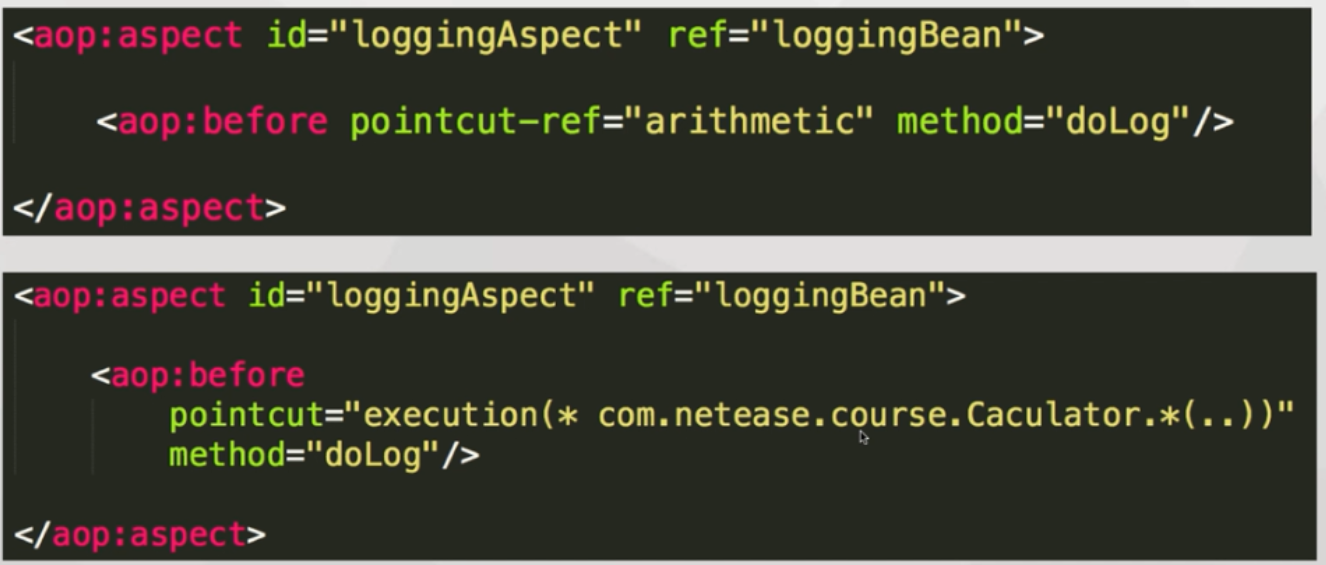 <aop:aspect id="loggingAspect" ref="loggingBean">
<aop:before pointcut-ref="arithmetic" method="doLog"/>
</aop:aspect>
<aop:aspect id="loggingAspect" ref="loggingBean">
<aop:before
pointcut="execution(* com.netease.course.Caculator.*(..))"
method="doLog"/>
</aop:aspect>